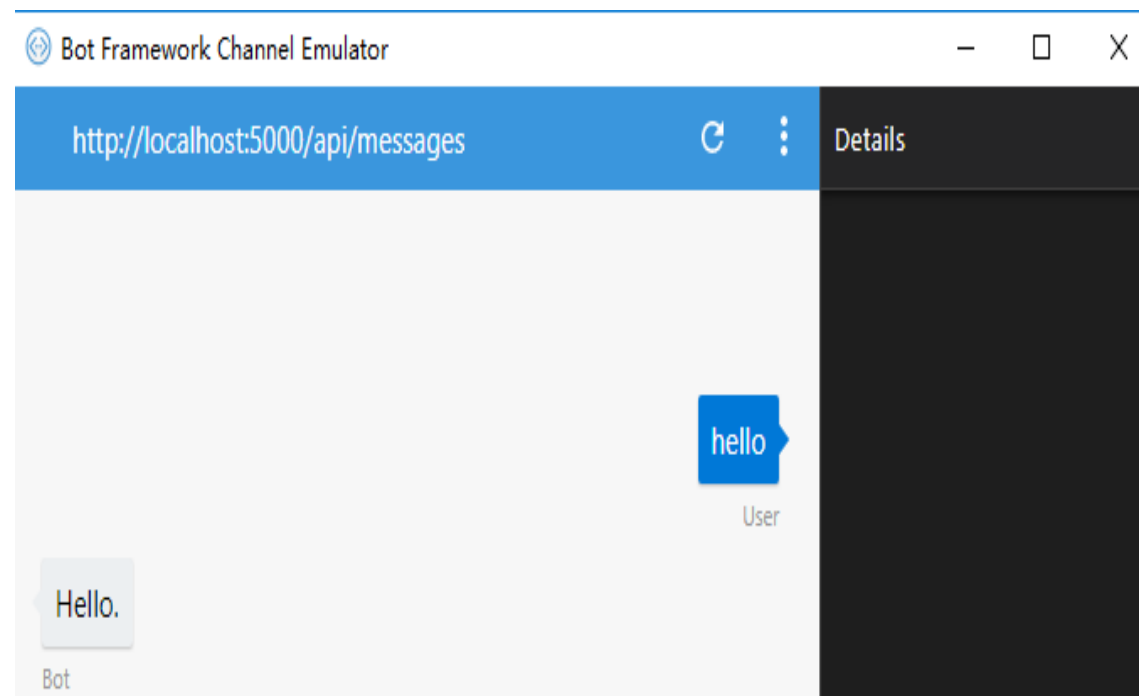 Bot Framework Channel Emulator
http://localhost:5000/api/messages
Details
hello
User
Hello.
Bot